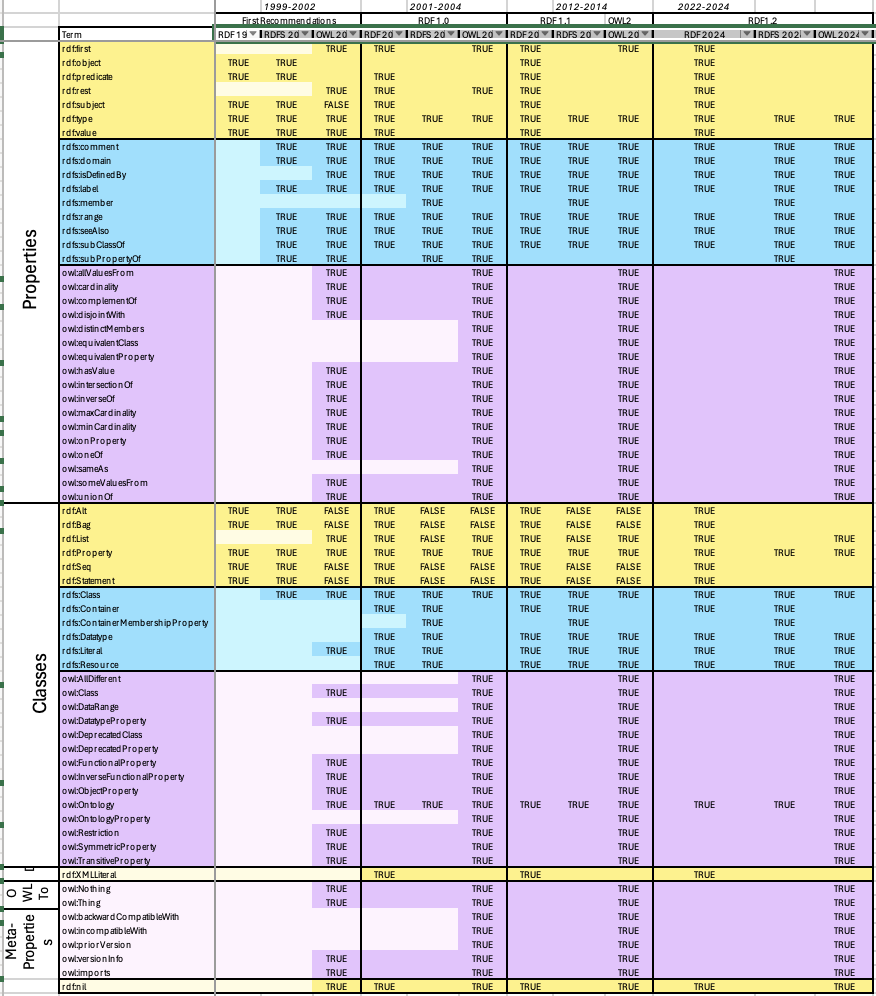 1999-2002 2001-2004 2012-2014 2022-2024
First Recommendations RDF1.0 RDF1.1 OWL2 RDF1.2
Term RDF19 RDFS 20 OWL20 RDF20 RDFS 20 OWL20 RDF20 RDFS 20 OWL20 RDF2024 RDFS 202 OWL2024
Properties
rdf:first TRUE TRUE TRUE TRUE TRUE TRUE
rdf:object TRUE TRUE TRUE TRUE
rdf:predicate TRUE TRUE TRUE TRUE TRUE
rdf:rest TRUE TRUE TRUE TRUE TRUE
rdf:subject TRUE TRUE FALSE TRUE TRUE TRUE
rdf:type TRUE TRUE TRUE TRUE TRUE TRUE TRUE TRUE TRUE TRUE TRUE TRUE
rdf:value TRUE TRUE TRUE TRUE TRUE TRUE
rdfs:comment TRUE TRUE TRUE TRUE TRUE TRUE TRUE TRUE TRUE TRUE TRUE
rdfs:domain TRUE TRUE TRUE TRUE TRUE TRUE TRUE TRUE TRUE TRUE TRUE
rdfs:isDefinedBy TRUE TRUE TRUE TRUE TRUE TRUE TRUE TRUE TRUE TRUE
rdfs:label TRUE TRUE TRUE TRUE TRUE TRUE TRUE TRUE TRUE TRUE TRUE
rdfs:member TRUE TRUE TRUE
rdfs:range TRUE TRUE TRUE TRUE TRUE TRUE TRUE TRUE TRUE TRUE TRUE
rdfs:seeAlso TRUE TRUE TRUE TRUE TRUE TRUE TRUE TRUE TRUE TRUE TRUE
rdfs:subClassOf TRUE TRUE TRUE TRUE TRUE TRUE TRUE TRUE TRUE TRUE TRUE
rdfs:subPropertyOf TRUE TRUE TRUE TRUE TRUE
owl:allValuesFrom TRUE TRUE TRUE TRUE
owl:cardinality TRUE TRUE TRUE TRUE
owl:complementOf TRUE TRUE TRUE TRUE
owl:disjointWith TRUE TRUE TRUE TRUE
owl:distinctMembers TRUE TRUE TRUE
owl:equivalentClass TRUE TRUE TRUE
owl:equivalentProperty TRUE TRUE TRUE
owl:hasValue TRUE TRUE TRUE TRUE
owl:intersectionOf TRUE TRUE TRUE TRUE
owl:inverseOf TRUE TRUE TRUE TRUE
owl:maxCardinality TRUE TRUE TRUE TRUE
owl:minCardinality TRUE TRUE TRUE TRUE
owl:onProperty TRUE TRUE TRUE TRUE
owl:oneOf TRUE TRUE TRUE TRUE
owl:sameAs TRUE TRUE TRUE
owl:someValuesFrom TRUE TRUE TRUE TRUE
owl:unionOf TRUE TRUE TRUE TRUE
Classes
rdf:Alt TRUE TRUE FALSE TRUE FALSE FALSE TRUE FALSE FALSE TRUE
rdf:Bag TRUE TRUE FALSE TRUE FALSE FALSE TRUE FALSE FALSE TRUE
rdf:List TRUE TRUE FALSE TRUE TRUE FALSE TRUE TRUE TRUE
rdf:Property TRUE TRUE TRUE TRUE TRUE TRUE TRUE TRUE TRUE TRUE TRUE TRUE
rdf:Seq TRUE TRUE FALSE TRUE FALSE FALSE TRUE FALSE FALSE TRUE
rdf:Statement TRUE TRUE FALSE TRUE FALSE FALSE TRUE FALSE FALSE TRUE
rdfs:Class TRUE TRUE TRUE TRUE TRUE TRUE TRUE TRUE TRUE TRUE TRUE
rdfs:Container TRUE TRUE TRUE TRUE TRUE TRUE
rdfs:ContainerMembershipProperty TRUE TRUE TRUE
rdfs:Datatype TRUE TRUE TRUE TRUE TRUE TRUE TRUE TRUE TRUE
rdfs:Literal TRUE TRUE TRUE TRUE TRUE TRUE TRUE TRUE TRUE TRUE
rdfs:Resource TRUE TRUE TRUE TRUE TRUE TRUE TRUE TRUE
owl:AllDifferent TRUE TRUE TRUE
owl:Class TRUE TRUE TRUE TRUE
owl:DataRange TRUE TRUE TRUE
owl:DatatypeProperty TRUE TRUE TRUE TRUE
owl:DeprecatedClass TRUE TRUE TRUE
owl:DeprecatedProperty TRUE TRUE TRUE
owl:FunctionalProperty TRUE TRUE TRUE TRUE
owl:InverseFunctionalProperty TRUE TRUE TRUE TRUE
owl:ObjectProperty TRUE TRUE TRUE TRUE
owl:Ontology TRUE TRUE TRUE TRUE TRUE TRUE TRUE TRUE TRUE TRUE
owl:OntologyProperty TRUE TRUE TRUE
owl:Restriction TRUE TRUE TRUE TRUE
owl:SymmetricProperty TRUE TRUE TRUE TRUE
owl:TransitiveProperty TRUE TRUE TRUE TRUE
rdf:XMLLiteral TRUE TRUE TRUE
O WL To
owl:Nothing TRUE TRUE TRUE TRUE
owl:Thing TRUE TRUE TRUE TRUE
Meta-Properties
owl:backwardCompatibleWith TRUE TRUE TRUE
owl:incompatibleWith TRUE TRUE TRUE
owl:priorVersion TRUE TRUE TRUE
owl:versionInfo TRUE TRUE TRUE TRUE
owl:imports TRUE TRUE TRUE TRUE
rdf:nil TRUE TRUE TRUE TRUE TRUE TRUE TRUE